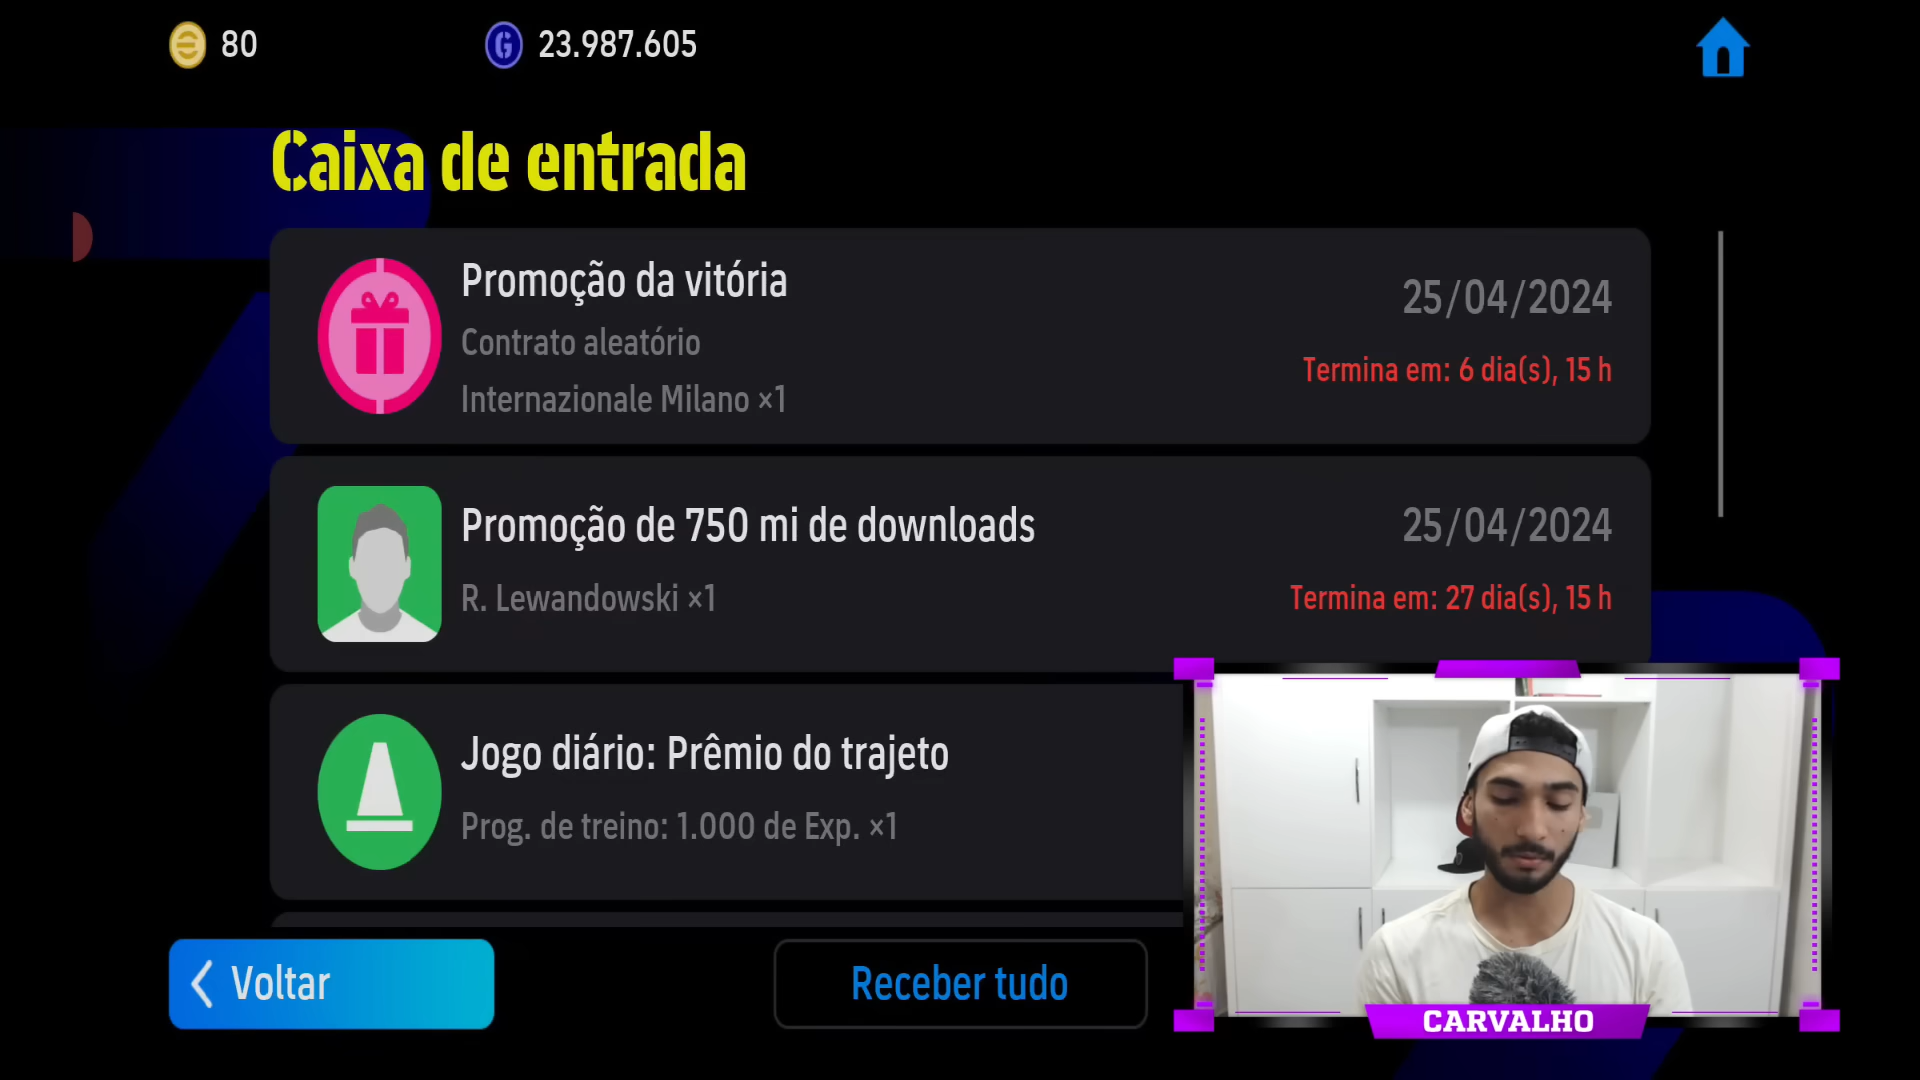 80
23.987.605
Caixa de entrada
Promoção da vitória
Contrato aleatório
Internazionale Milano ×1
25/04/2024
Termina em: 6 dia(s), 15 h
Promoção de 750 mi de downloads
R. Lewandowski ×1
25/04/2024
Termina em: 27 dia(s), 15 h
Jogo diário: Prêmio do trajeto
Prog. de treino: 1.000 de Exp. ×1
Voltar
Receber tudo
CARVALHO